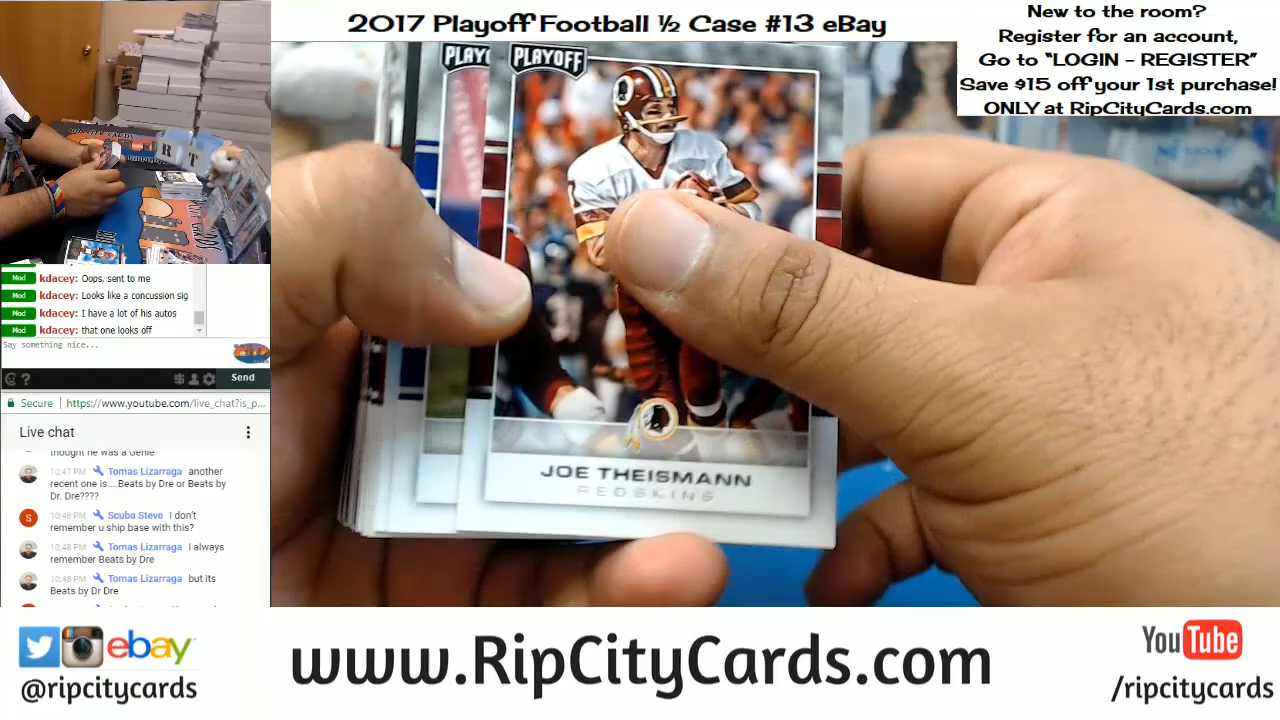 2017 Playoff Football ½ Case #13 eBay
New to the room?
Register for an account,
Go to "LOGIN - REGISTER"
Save $15 off your 1st purchase!
ONLY at RipCityCards.com
PLAYOFF
JOE THEISMANN
REDSKINS
Mod kdacey: Oops, sent to me
Mod kdacey: Looks like a concussion sig
Mod kdacey: I have a lot of his autos
Mod kdacey: that one looks off
Say something nice...
Send
Secure https://www.youtube.com/live_chat?is_p...
Live chat
thought he was a Genie
10:47 PM Tomas Lizarraga another
recent one is....Beats by Dre or Beats by
Dr. Dre????
10:48 PM Scuba Steve I don't
remember u ship base with this?
10:48 PM Tomas Lizarraga I always
remember Beats by Dre
10:48 PM Tomas Lizarraga but its
Beats by Dr Dre
ebay
@ripcitycards
www.RipCityCards.com
YouTube
/ripcitycards